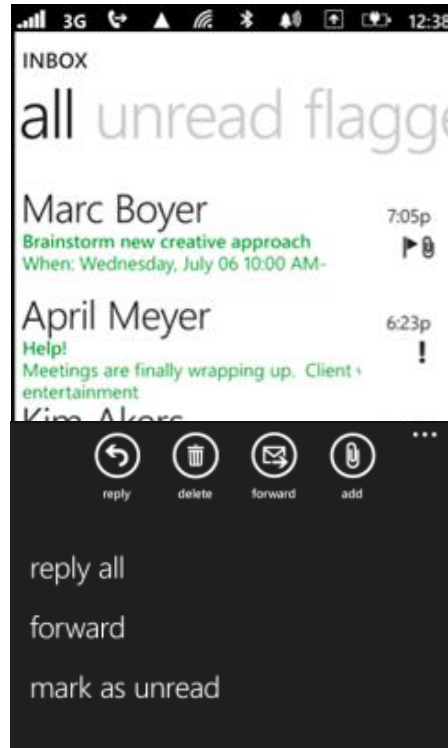 3G 12:38
INBOX
all unread flagge
Marc Boyer 7:05p
Brainstorm new creative approach
When: Wednesday, July 06 10:00 AM-
April Meyer 6:23p
Help!
!
Meetings are finally wrapping up. Client
entertainment
Kim Akers
...
reply delete forward add
reply all
forward
mark as unread